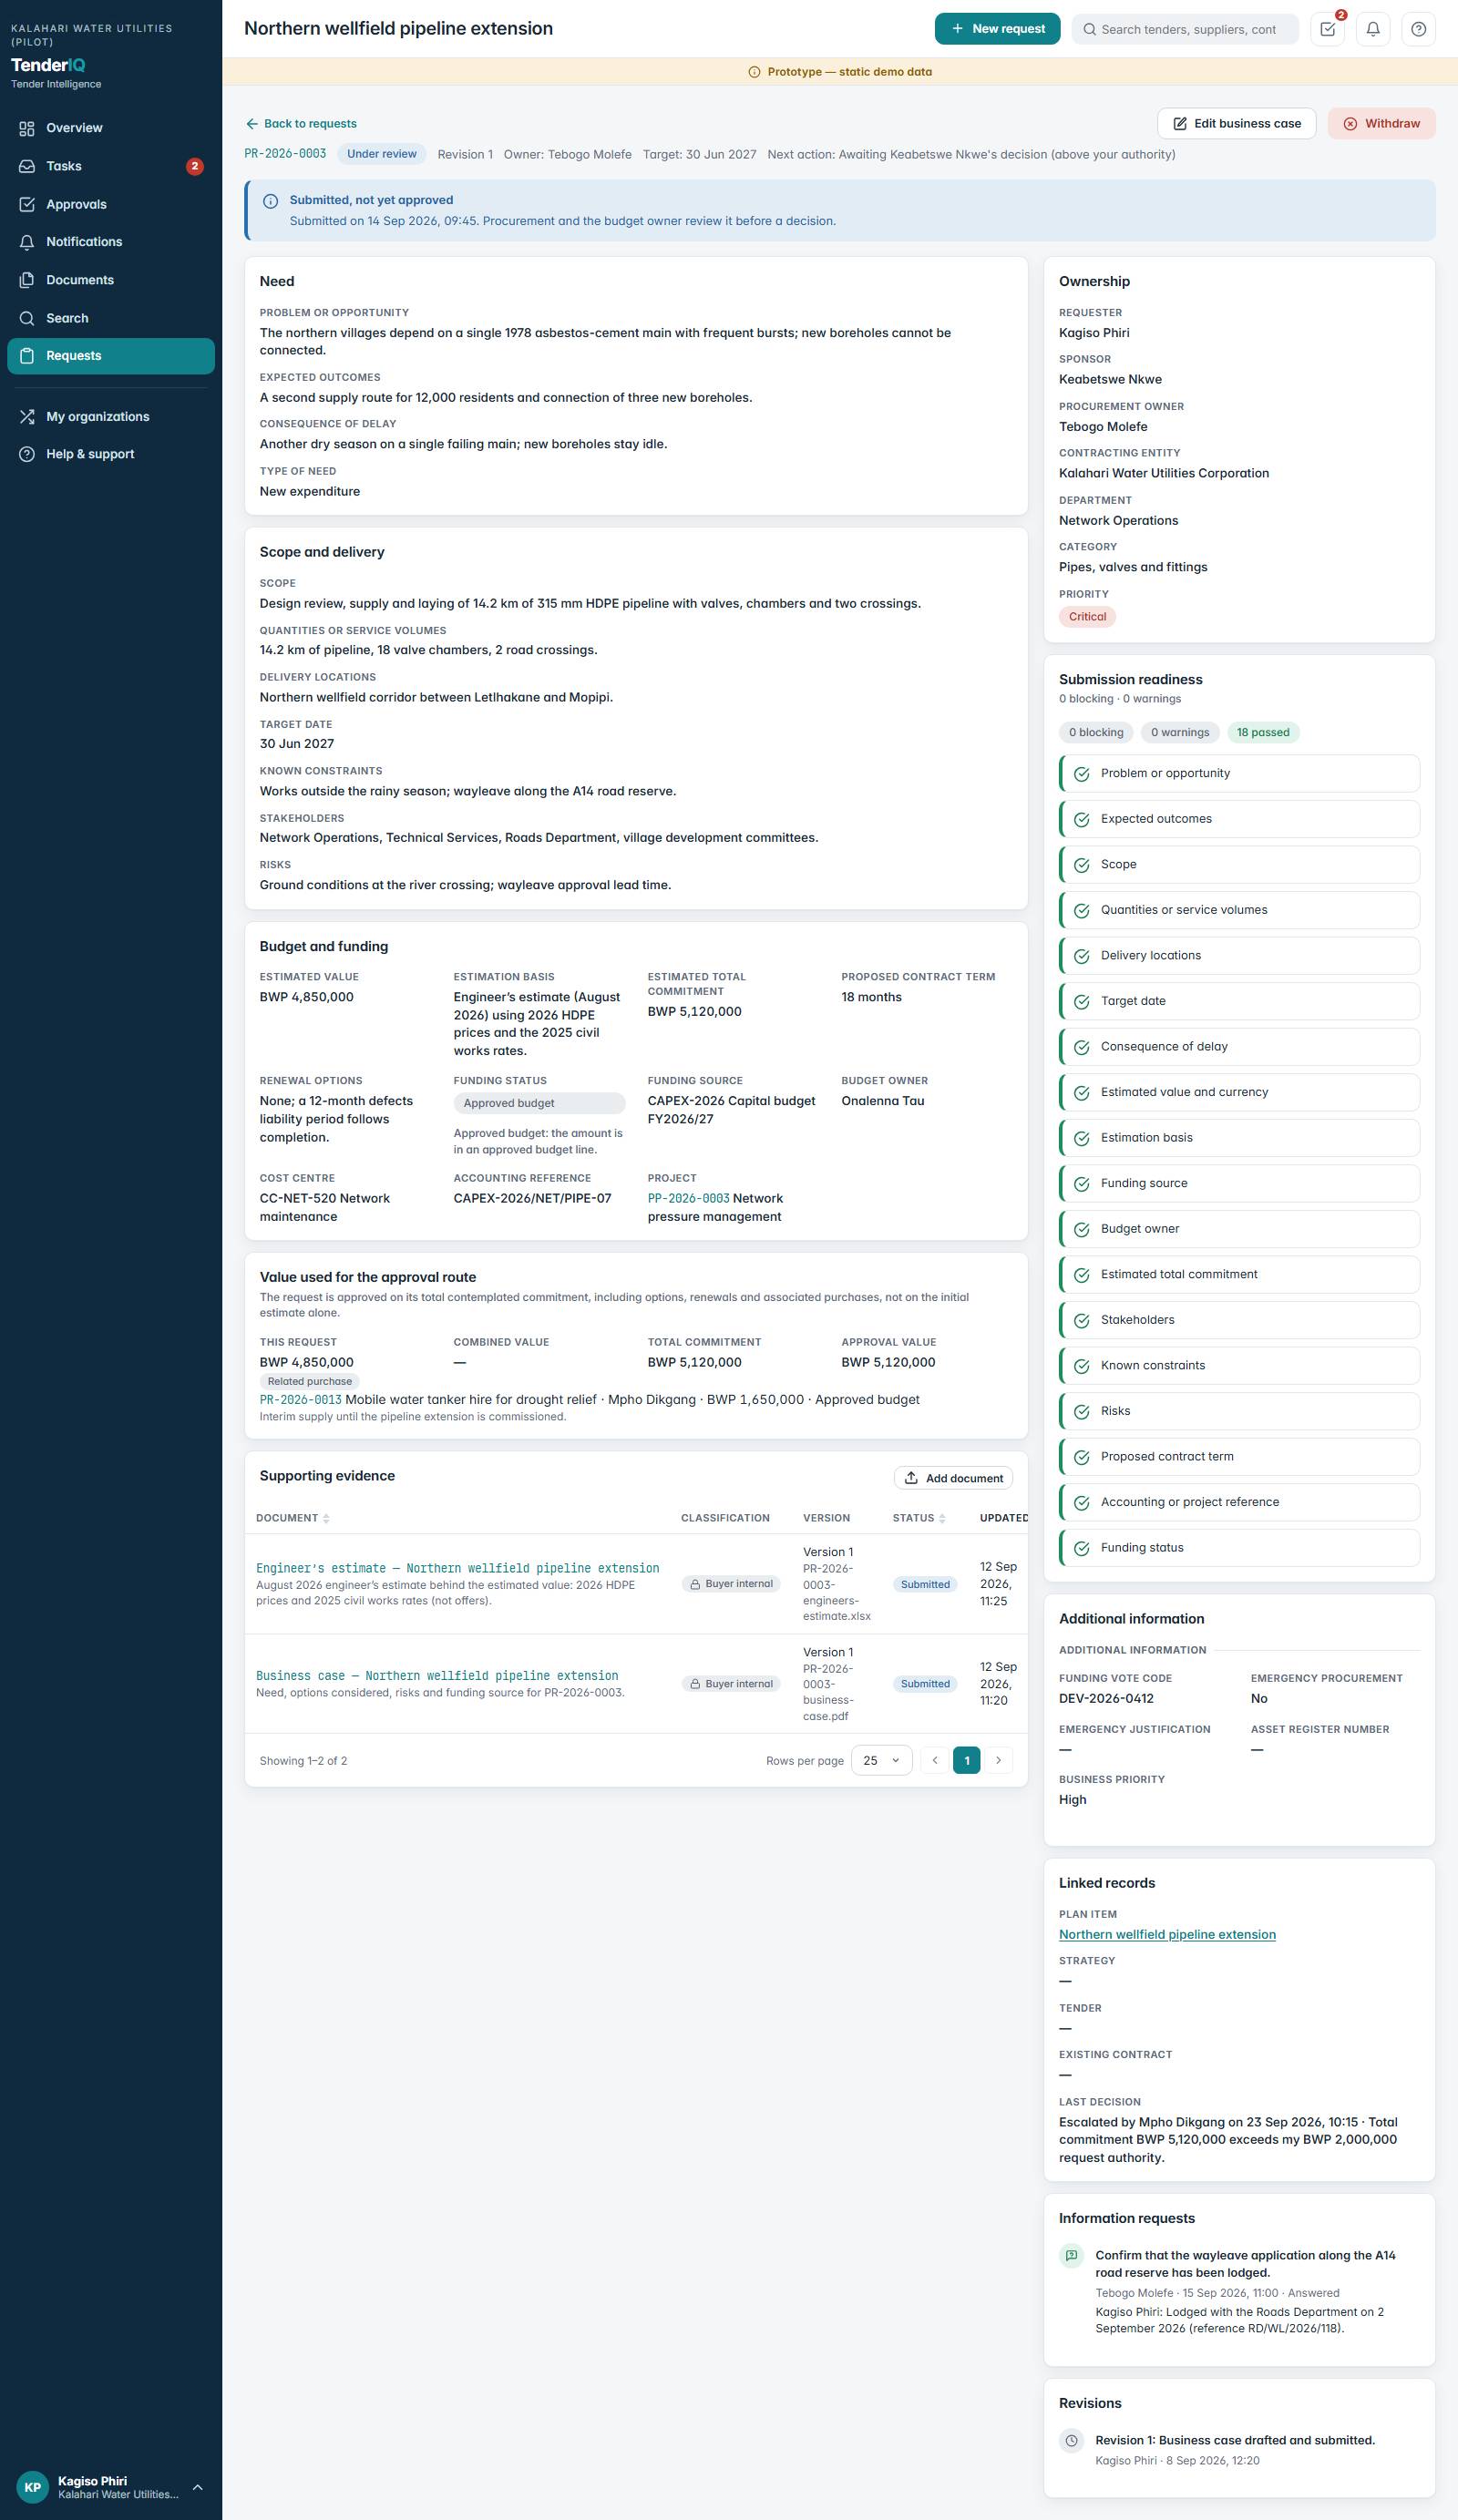 KALAHARI WATER UTILITIES
(PILOT)
TenderIQ
Tender Intelligence
Overview
Tasks
2
Approvals
Notifications
Documents
Search
Requests
My organizations
Help & support
KP
Kagiso Phiri
Kalahari Water Utilities...
Northern wellfield pipeline extension
New request
Search tenders, suppliers, cont
2
Prototype — static demo data
Back to requests
Edit business case
Withdraw
PR-2026-0003 Under review Revision 1 Owner: Tebogo Molefe Target: 30 Jun 2027 Next action: Awaiting Keabetswe Nkwe's decision (above your authority)
Submitted, not yet approved
Submitted on 14 Sep 2026, 09:45. Procurement and the budget owner review it before a decision.
Need
PROBLEM OR OPPORTUNITY
The northern villages depend on a single 1978 asbestos-cement main with frequent bursts; new boreholes cannot be
connected.
EXPECTED OUTCOMES
A second supply route for 12,000 residents and connection of three new boreholes.
CONSEQUENCE OF DELAY
Another dry season on a single failing main; new boreholes stay idle.
TYPE OF NEED
New expenditure
Scope and delivery
SCOPE
Design review, supply and laying of 14.2 km of 315 mm HDPE pipeline with valves, chambers and two crossings.
QUANTITIES OR SERVICE VOLUMES
14.2 km of pipeline, 18 valve chambers, 2 road crossings.
DELIVERY LOCATIONS
Northern wellfield corridor between Letlhakane and Mopipi.
TARGET DATE
30 Jun 2027
KNOWN CONSTRAINTS
Works outside the rainy season; wayleave along the A14 road reserve.
STAKEHOLDERS
Network Operations, Technical Services, Roads Department, village development committees.
RISKS
Ground conditions at the river crossing; wayleave approval lead time.
Budget and funding
ESTIMATED VALUE
BWP 4,850,000
ESTIMATION BASIS
Engineer’s estimate (August
2026) using 2026 HDPE
prices and the 2025 civil
works rates.
ESTIMATED TOTAL
COMMITMENT
BWP 5,120,000
PROPOSED CONTRACT TERM
18 months
RENEWAL OPTIONS
None; a 12-month defects
liability period follows
completion.
FUNDING STATUS
Approved budget
Approved budget: the amount is
in an approved budget line.
FUNDING SOURCE
CAPEX-2026 Capital budget
FY2026/27
BUDGET OWNER
Onalenna Tau
COST CENTRE
CC-NET-520 Network
maintenance
ACCOUNTING REFERENCE
CAPEX-2026/NET/PIPE-07
PROJECT
PP-2026-0003 Network
pressure management
Value used for the approval route
The request is approved on its total contemplated commitment, including options, renewals and associated purchases, not on the initial
estimate alone.
THIS REQUEST
BWP 4,850,000
COMBINED VALUE
—
TOTAL COMMITMENT
BWP 5,120,000
APPROVAL VALUE
BWP 5,120,000
Related purchase
PR-2026-0013 Mobile water tanker hire for drought relief · Mpho Dikgang · BWP 1,650,000 · Approved budget
Interim supply until the pipeline extension is commissioned.
Supporting evidence
Add document
DOCUMENT CLASSIFICATION VERSION STATUS UPDATED
Engineer’s estimate — Northern wellfield pipeline extension
August 2026 engineer’s estimate behind the estimated value: 2026 HDPE
prices and 2025 civil works rates (not offers).
Buyer internal
Version 1
PR-2026-
0003-
engineers-
estimate.xlsx
Submitted
12 Sep
2026,
11:25
Business case — Northern wellfield pipeline extension
Need, options considered, risks and funding source for PR-2026-0003.
Buyer internal
Version 1
PR-2026-
0003-
business-
case.pdf
Submitted
12 Sep
2026,
11:20
Showing 1–2 of 2
Rows per page
25
1
Ownership
REQUESTER
Kagiso Phiri
SPONSOR
Keabetswe Nkwe
PROCUREMENT OWNER
Tebogo Molefe
CONTRACTING ENTITY
Kalahari Water Utilities Corporation
DEPARTMENT
Network Operations
CATEGORY
Pipes, valves and fittings
PRIORITY
Critical
Submission readiness
0 blocking · 0 warnings
0 blocking
0 warnings
18 passed
Problem or opportunity
Expected outcomes
Scope
Quantities or service volumes
Delivery locations
Target date
Consequence of delay
Estimated value and currency
Estimation basis
Funding source
Budget owner
Estimated total commitment
Stakeholders
Known constraints
Risks
Proposed contract term
Accounting or project reference
Funding status
Additional information
ADDITIONAL INFORMATION
FUNDING VOTE CODE
DEV-2026-0412
EMERGENCY PROCUREMENT
No
EMERGENCY JUSTIFICATION
—
ASSET REGISTER NUMBER
—
BUSINESS PRIORITY
High
Linked records
PLAN ITEM
Northern wellfield pipeline extension
STRATEGY
—
TENDER
—
EXISTING CONTRACT
—
LAST DECISION
Escalated by Mpho Dikgang on 23 Sep 2026, 10:15 · Total
commitment BWP 5,120,000 exceeds my BWP 2,000,000
request authority.
Information requests
Confirm that the wayleave application along the A14
road reserve has been lodged.
Tebogo Molefe · 15 Sep 2026, 11:00 · Answered
Kagiso Phiri: Lodged with the Roads Department on 2
September 2026 (reference RD/WL/2026/118).
Revisions
Revision 1: Business case drafted and submitted.
Kagiso Phiri · 8 Sep 2026, 12:20